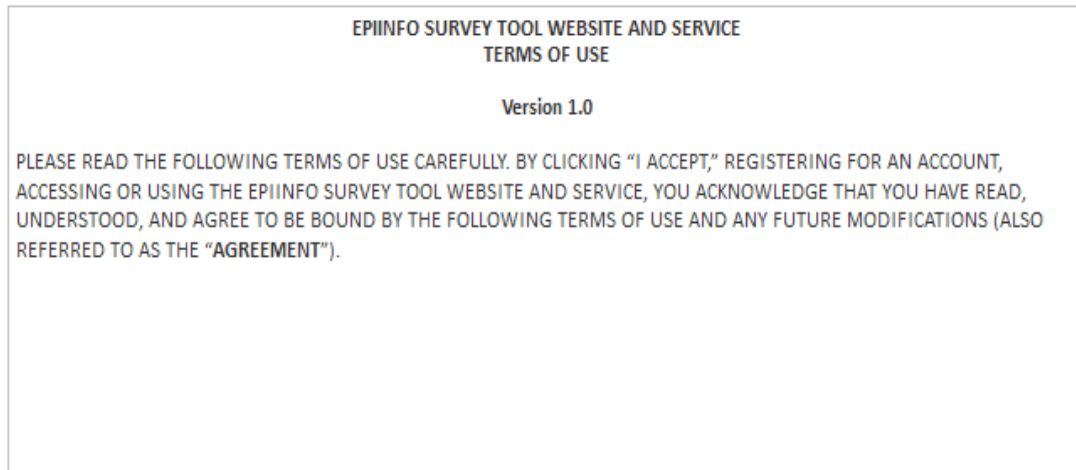 EPIINFO SURVEY TOOL WEBSITE AND SERVICE
TERMS OF USE
Version 1.0
PLEASE READ THE FOLLOWING TERMS OF USE CAREFULLY. BY CLICKING “I ACCEPT,” REGISTERING FOR AN ACCOUNT,
ACCESSING OR USING THE EPIINFO SURVEY TOOL WEBSITE AND SERVICE, YOU ACKNOWLEDGE THAT YOU HAVE READ,
UNDERSTOOD, AND AGREE TO BE BOUND BY THE FOLLOWING TERMS OF USE AND ANY FUTURE MODIFICATIONS (ALSO
REFERRED TO AS THE “AGREEMENT”).